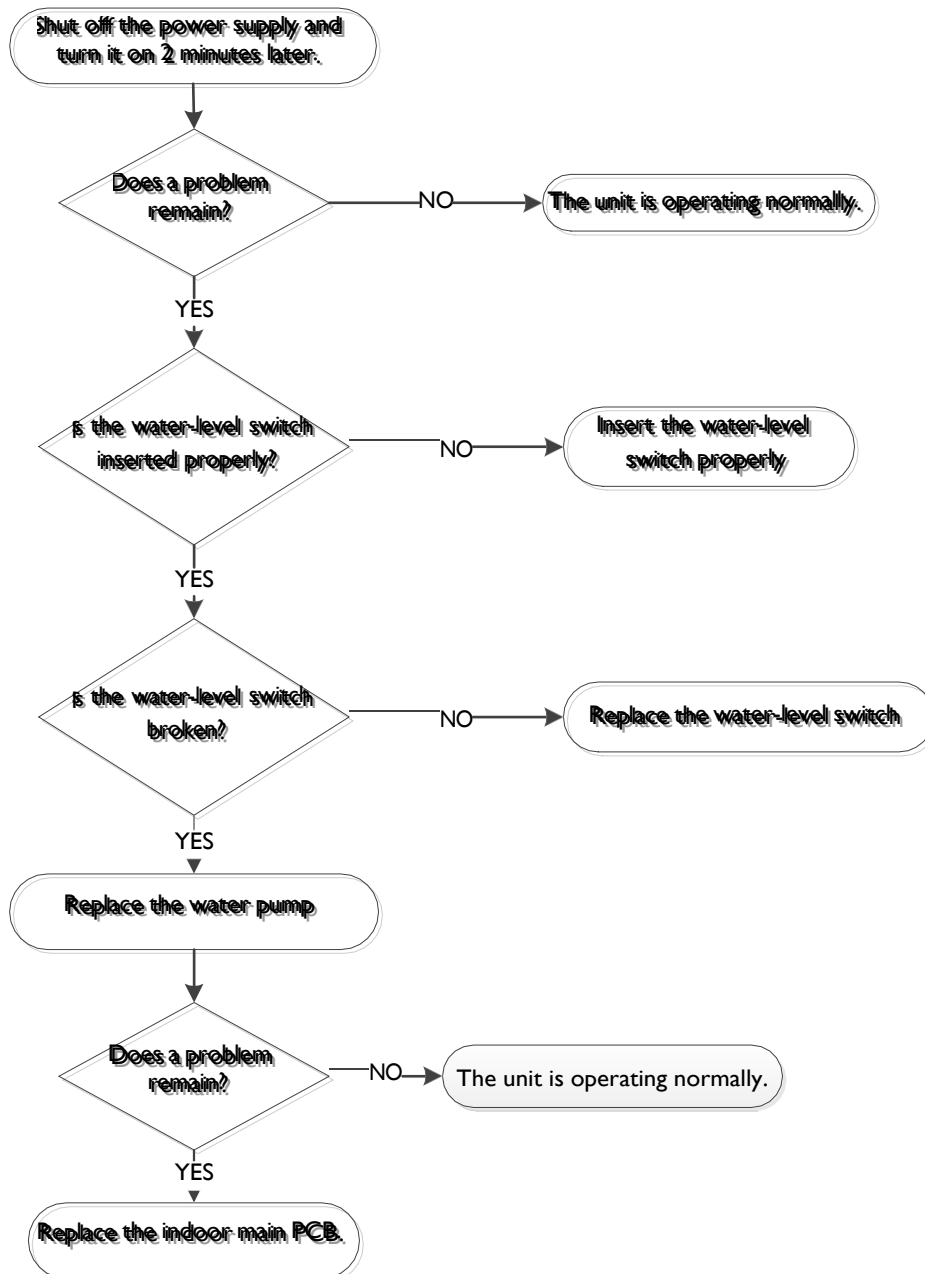 Shut off the power supply and
turn it on 2 minutes later.
Does a problem
remain?
NO
The unit is operating normally.
YES
Is the water-level switch
inserted properly?
NO
Insert the water-level
switch properly
YES
Is the water-level switch
broken?
NO
Replace the water-level switch
YES
Replace the water pump
Does a problem
remain?
NO
The unit is operating normally.
YES
Replace the indoor main PCB.